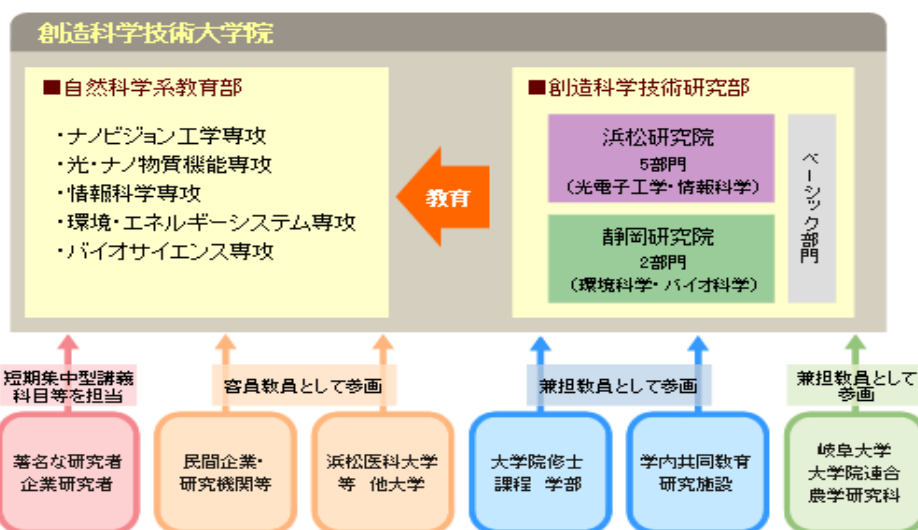 創造科学技術大学院
■自然科学系教育部
・ナノビジョン工学専攻
・光・ナノ物質機能専攻
・情報科学専攻
・環境・エネルギーシステム専攻
・バイオサイエンス専攻
教育
■創造科学技術研究部
浜松研究院
5部門
(光電子工学・情報科学)
静岡研究院
2部門
(環境科学・バイオ科学)
ベーシック部門
短期集中型講義
科目等を担当
客員教員として参画
兼担教員として参画
兼担教員として
参画
著名な研究者
企業研究者
民間企業・
研究機関等
浜松医科大学
等 他大学
大学院修士
課程 学部
学内共同教育
研究施設
岐阜大学
大学院連合
農学研究科